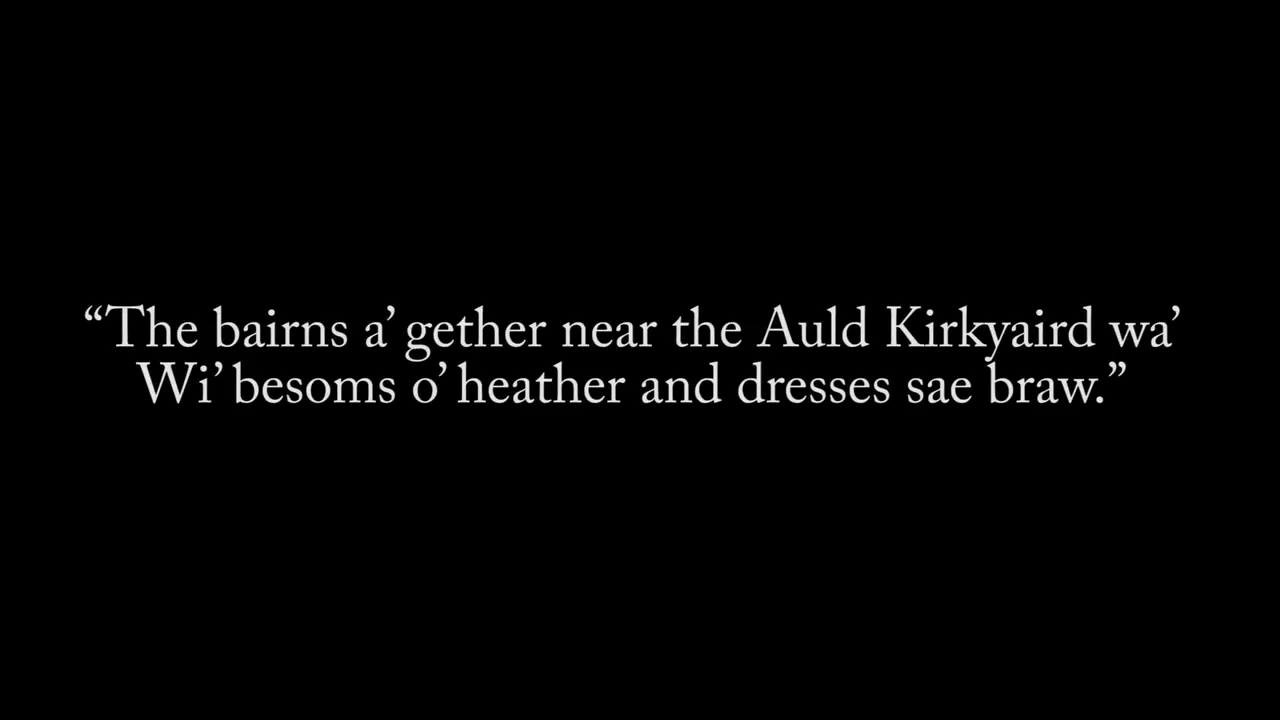 “The bairns a’ gether near the Auld Kirkyaird wa’
Wi’ besoms o’ heather and dresses sae braw.”